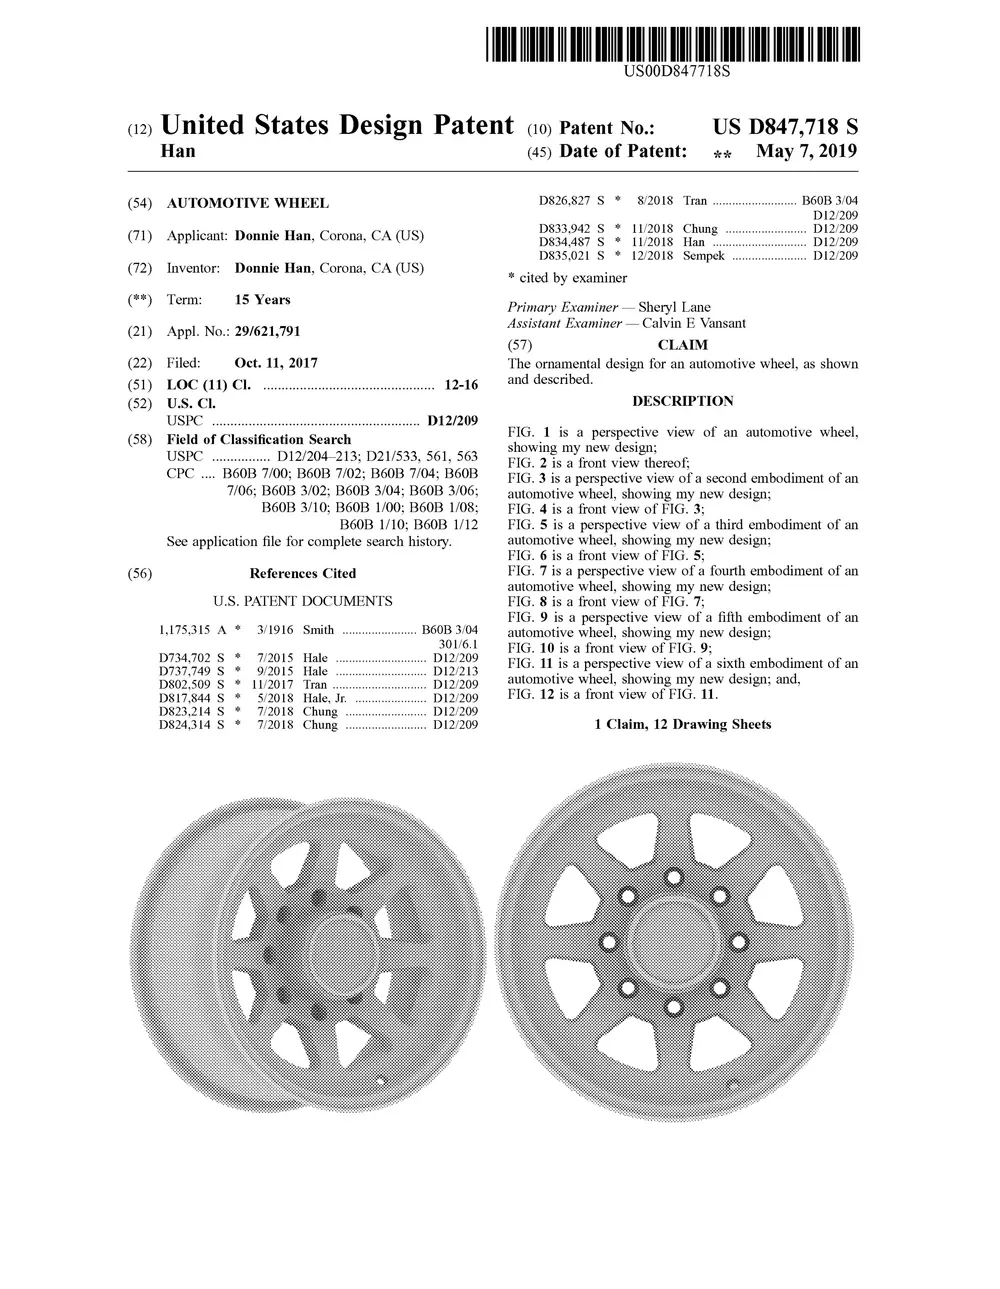 US00D847718S
(12) United States Design Patent
Han
(10) Patent No.: US D847,718 S
(45) Date of Patent: ** May 7, 2019
(54) AUTOMOTIVE WHEEL
(71) Applicant: Donnie Han, Corona, CA (US)
(72) Inventor: Donnie Han, Corona, CA (US)
(**) Term: 15 Years
(21) Appl. No.: 29/621,791
(22) Filed: Oct. 11, 2017
(51) LOC (11) Cl. ............................................... 12-16
(52) U.S. Cl.
USPC ......................................................... D12/209
(58) Field of Classification Search
USPC ................ D12/204–213; D21/533, 561, 563
CPC .... B60B 7/00; B60B 7/02; B60B 7/04; B60B
7/06; B60B 3/02; B60B 3/04; B60B 3/06;
B60B 3/10; B60B 1/00; B60B 1/08;
B60B 1/10; B60B 1/12
See application file for complete search history.
(56) References Cited
U.S. PATENT DOCUMENTS
1,175,315 A * 3/1916 Smith ....................... B60B 3/04
301/6.1
D734,702 S * 7/2015 Hale ............................ D12/209
D737,749 S * 9/2015 Hale ............................ D12/213
D802,509 S * 11/2017 Tran ............................. D12/209
D817,844 S * 5/2018 Hale, Jr. ...................... D12/209
D823,214 S * 7/2018 Chung ......................... D12/209
D824,314 S * 7/2018 Chung ......................... D12/209
D826,827 S * 8/2018 Tran .......................... B60B 3/04
D12/209
D833,942 S * 11/2018 Chung ......................... D12/209
D834,487 S * 11/2018 Han ............................. D12/209
D835,021 S * 12/2018 Sempek ....................... D12/209
* cited by examiner
Primary Examiner — Sheryl Lane
Assistant Examiner — Calvin E Vansant
(57) CLAIM
The ornamental design for an automotive wheel, as shown
and described.
DESCRIPTION
FIG. 1 is a perspective view of an automotive wheel,
showing my new design;
FIG. 2 is a front view thereof;
FIG. 3 is a perspective view of a second embodiment of an
automotive wheel, showing my new design;
FIG. 4 is a front view of FIG. 3;
FIG. 5 is a perspective view of a third embodiment of an
automotive wheel, showing my new design;
FIG. 6 is a front view of FIG. 5;
FIG. 7 is a perspective view of a fourth embodiment of an
automotive wheel, showing my new design;
FIG. 8 is a front view of FIG. 7;
FIG. 9 is a perspective view of a fifth embodiment of an
automotive wheel, showing my new design;
FIG. 10 is a front view of FIG. 9;
FIG. 11 is a perspective view of a sixth embodiment of an
automotive wheel, showing my new design; and,
FIG. 12 is a front view of FIG. 11.
1 Claim, 12 Drawing Sheets